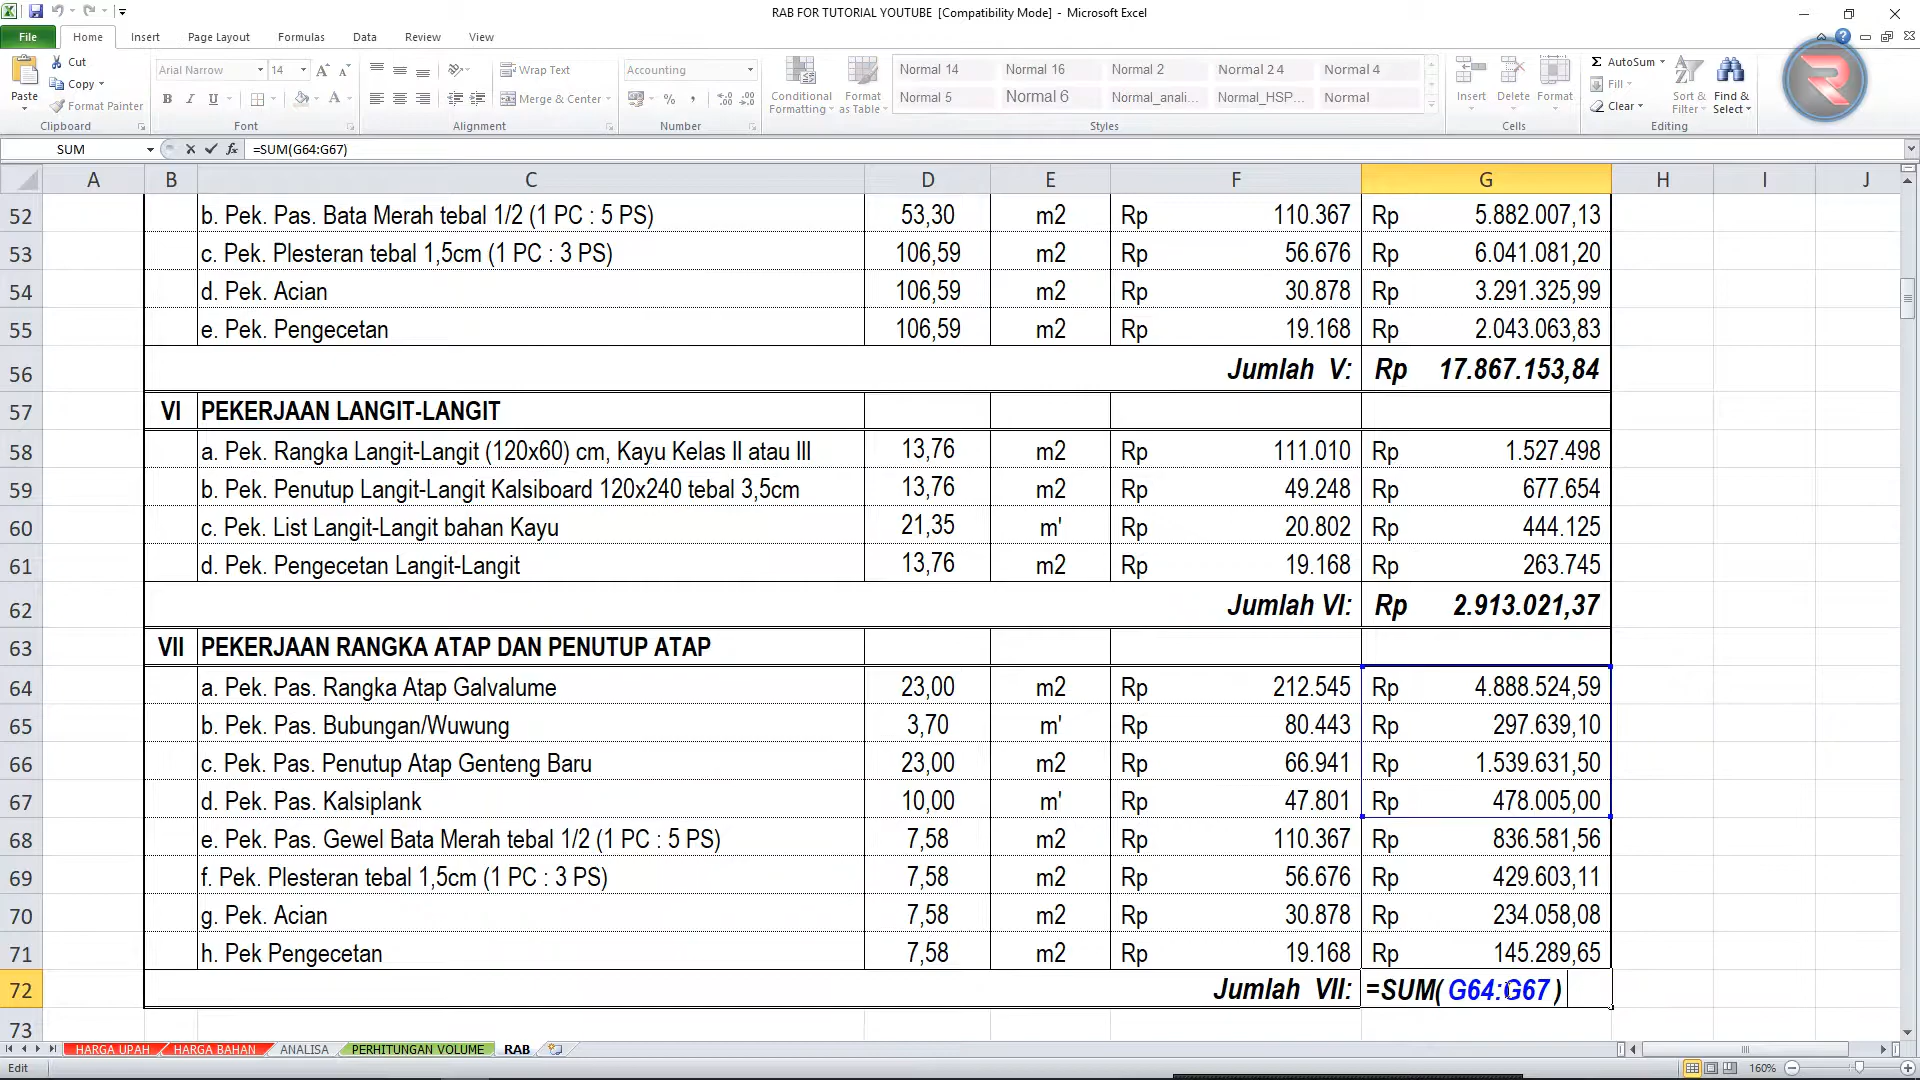 RAB FOR TUTORIAL YOUTUBE [Compatibility Mode] - Microsoft Excel
File Home Insert Page Layout Formulas Data Review View
Paste Cut Copy Format Painter Clipboard
Arial Narrow 14 B I U Font
Wrap Text Merge & Center Alignment
Accounting % , Number
Conditional Formatting Format as Table
Normal 14 Normal 16 Normal 2 Normal 2 4 Normal 4
Normal 5 Normal 6 Normal_anali... Normal_HSP... Normal
Styles
Insert Delete Format Cells
AutoSum Fill Clear Sort & Filter Find & Select Editing
SUM fx =SUM(G64:G67)
A B C D E F G H I J
52 b. Pek. Pas. Bata Merah tebal 1/2 (1 PC : 5 PS) 53,30 m2 Rp 110.367 Rp 5.882.007,13
53 c. Pek. Plesteran tebal 1,5cm (1 PC : 3 PS) 106,59 m2 Rp 56.676 Rp 6.041.081,20
54 d. Pek. Acian 106,59 m2 Rp 30.878 Rp 3.291.325,99
55 e. Pek. Pengecetan 106,59 m2 Rp 19.168 Rp 2.043.063,83
56 Jumlah V: Rp 17.867.153,84
57 VI PEKERJAAN LANGIT-LANGIT
58 a. Pek. Rangka Langit-Langit (120x60) cm, Kayu Kelas II atau III 13,76 m2 Rp 111.010 Rp 1.527.498
59 b. Pek. Penutup Langit-Langit Kalsiboard 120x240 tebal 3,5cm 13,76 m2 Rp 49.248 Rp 677.654
60 c. Pek. List Langit-Langit bahan Kayu 21,35 m' Rp 20.802 Rp 444.125
61 d. Pek. Pengecetan Langit-Langit 13,76 m2 Rp 19.168 Rp 263.745
62 Jumlah VI: Rp 2.913.021,37
63 VII PEKERJAAN RANGKA ATAP DAN PENUTUP ATAP
64 a. Pek. Pas. Rangka Atap Galvalume 23,00 m2 Rp 212.545 Rp 4.888.524,59
65 b. Pek. Pas. Bubungan/Wuwung 3,70 m' Rp 80.443 Rp 297.639,10
66 c. Pek. Pas. Penutup Atap Genteng Baru 23,00 m2 Rp 66.941 Rp 1.539.631,50
67 d. Pek. Pas. Kalsiplank 10,00 m' Rp 47.801 Rp 478.005,00
68 e. Pek. Pas. Gewel Bata Merah tebal 1/2 (1 PC : 5 PS) 7,58 m2 Rp 110.367 Rp 836.581,56
69 f. Pek. Plesteran tebal 1,5cm (1 PC : 3 PS) 7,58 m2 Rp 56.676 Rp 429.603,11
70 g. Pek. Acian 7,58 m2 Rp 30.878 Rp 234.058,08
71 h. Pek Pengecetan 7,58 m2 Rp 19.168 Rp 145.289,65
72 Jumlah VII: =SUM( G64:G67 )
73
HARGA UPAH HARGA BAHAN ANALISA PERHITUNGAN VOLUME RAB
Edit 160%